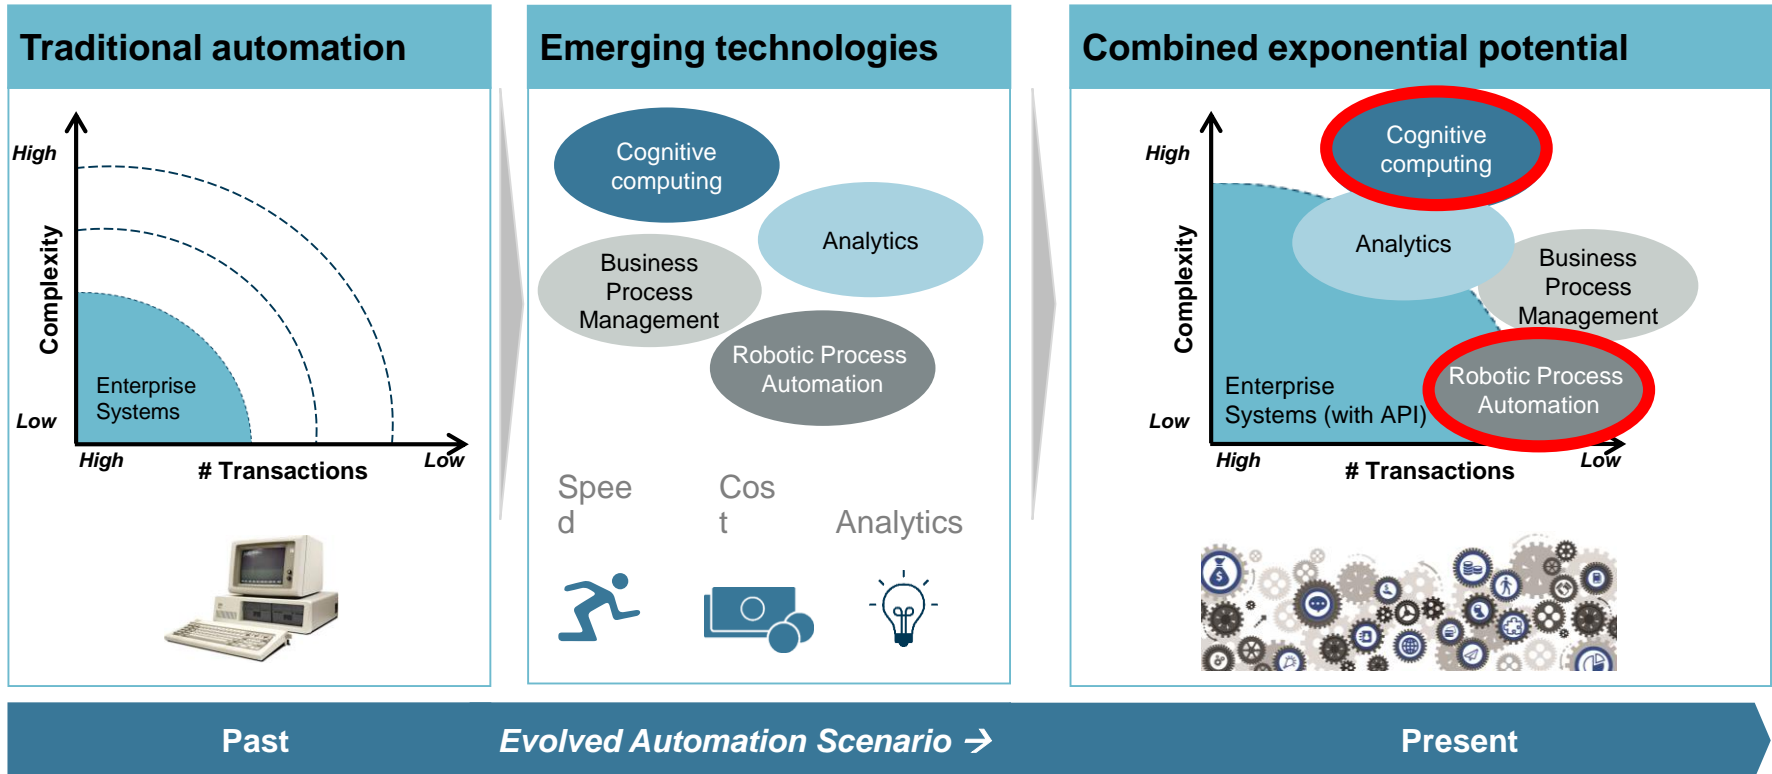 Traditional automation
High
Complexity
Low
Enterprise
Systems
High
# Transactions
Low
Emerging technologies
Cognitive
computing
Analytics
Business
Process
Management
Robotic Process
Automation
Spee
d
Cos
t
Analytics
Combined exponential potential
High
Complexity
Low
Cognitive
computing
Analytics
Business
Process
Management
Robotic Process
Automation
Enterprise
Systems (with API)
High
# Transactions
Low
$
Past
Evolved Automation Scenario →
Present